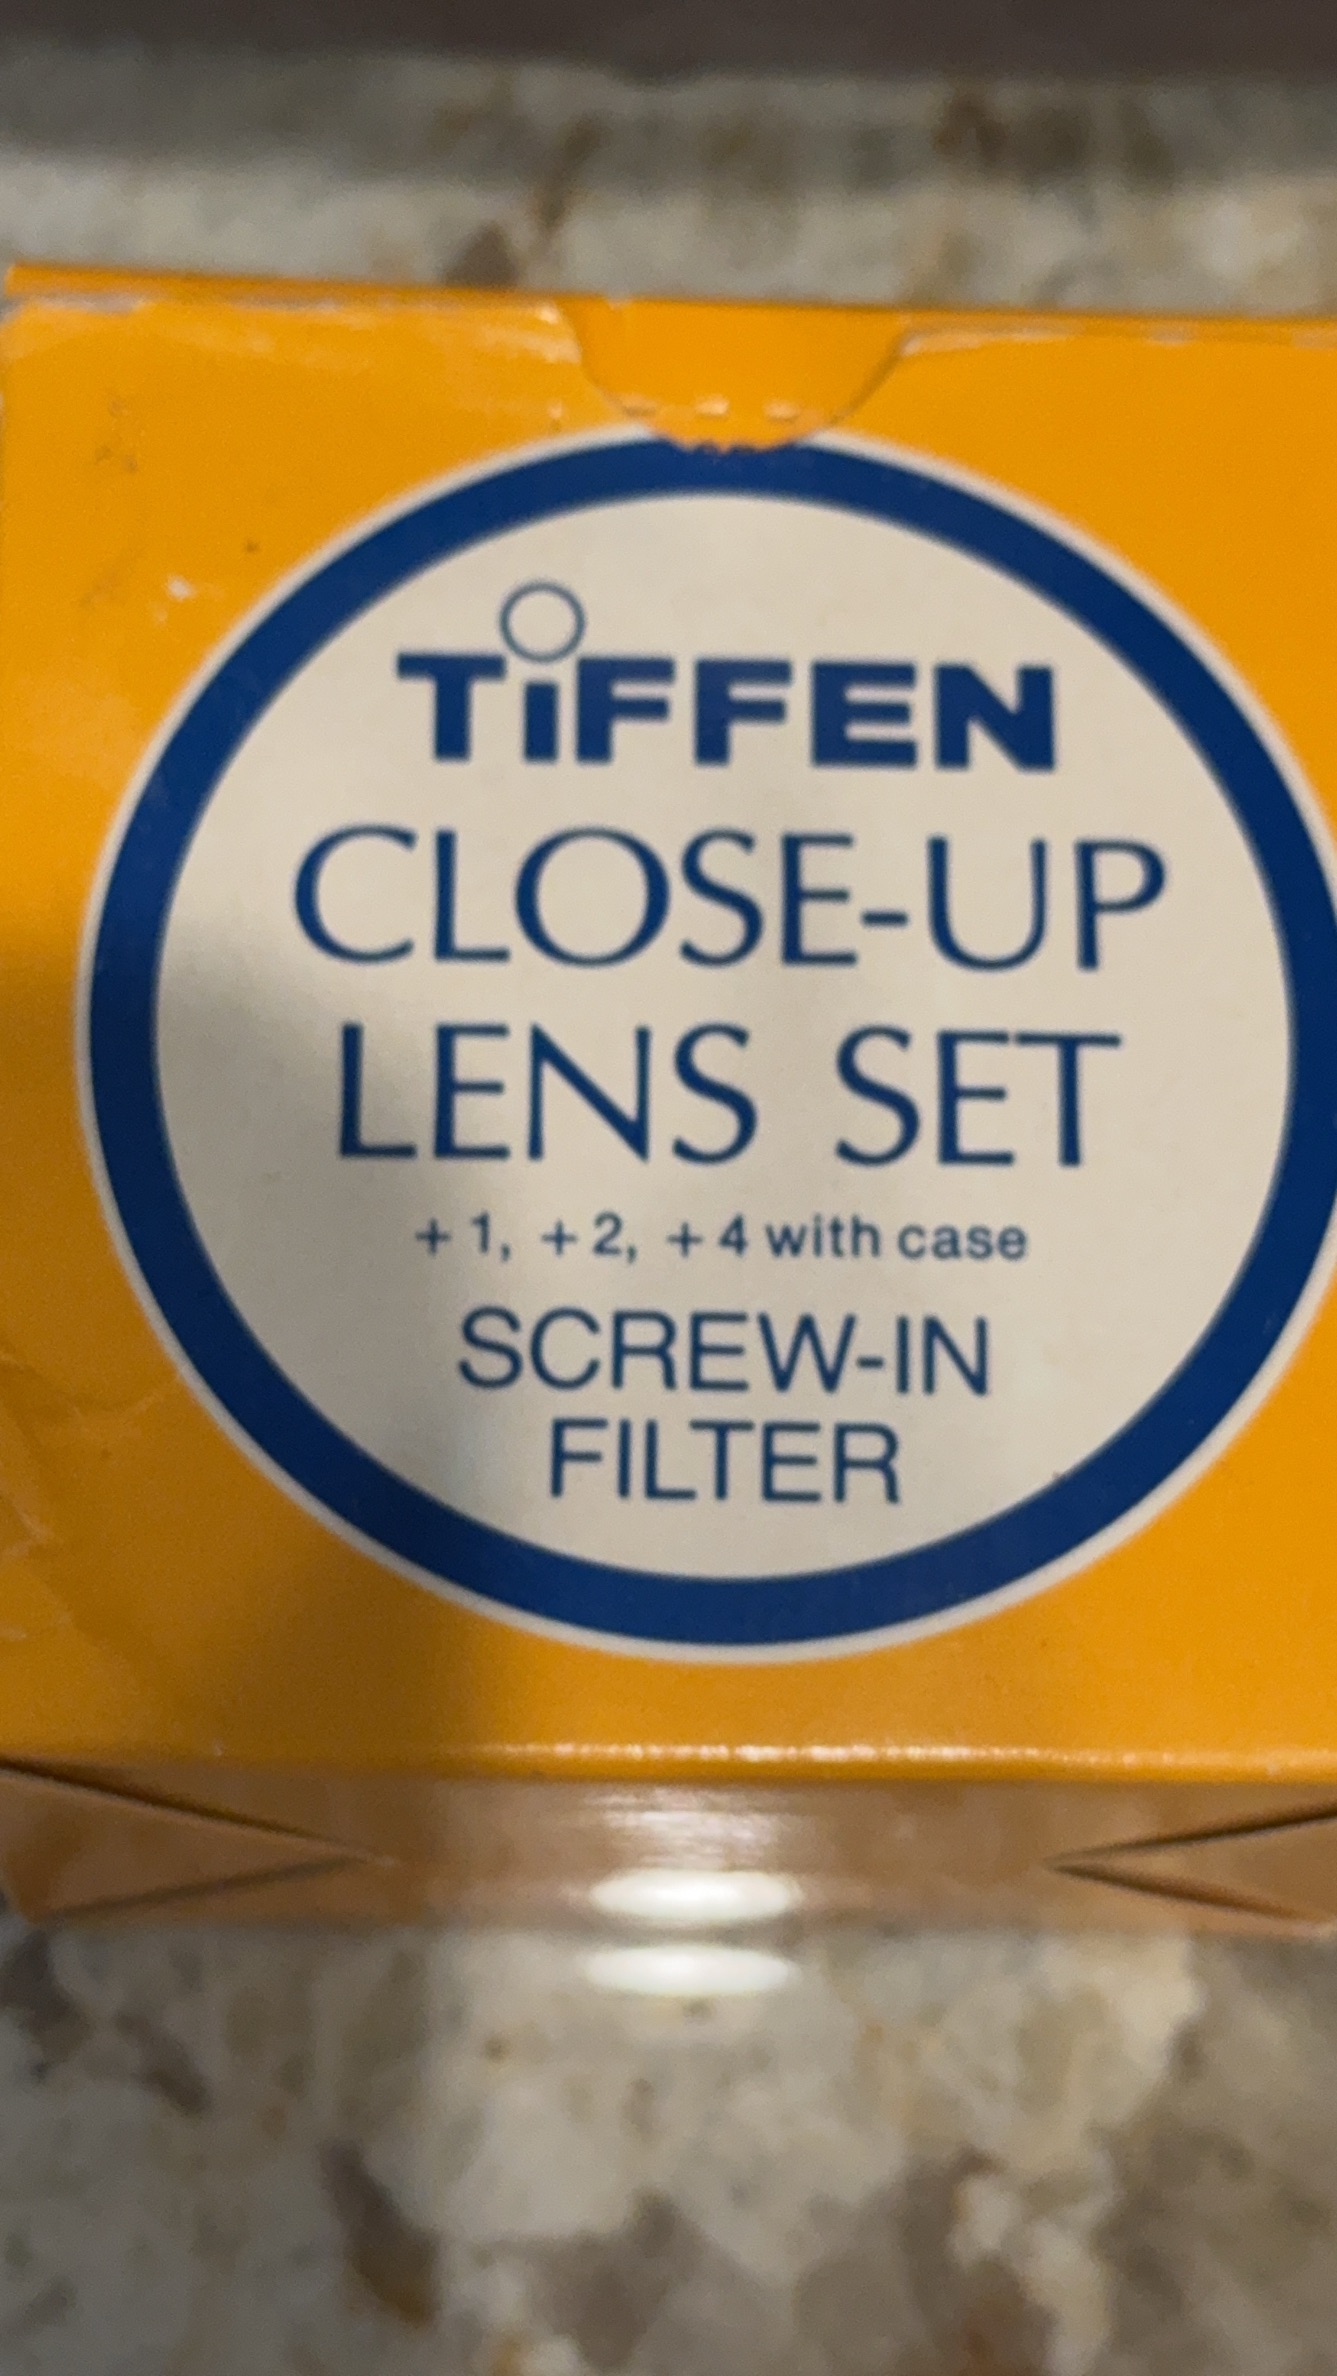 TiFFEN
CLOSE-UP
LENS SET
+1, +2, +4 with case
SCREW-IN
FILTER